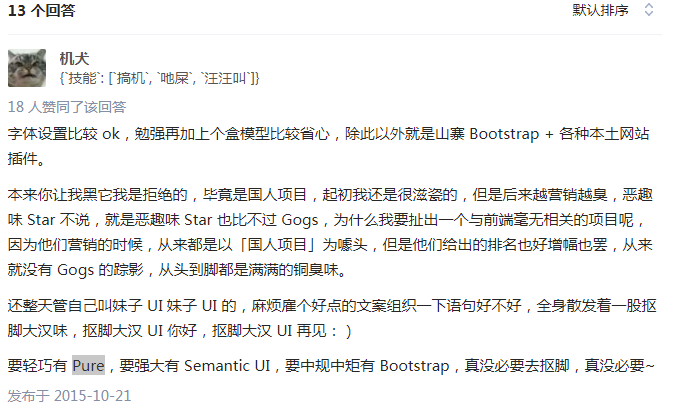 13 个回答
默认排序
机犬
{`技能`: [`搞机`, `吔屎`, `汪汪叫`]}
18 人赞同了该回答
字体设置比较 ok，勉强再加上个盒模型比较省心，除此以外就是山寨 Bootstrap + 各种本土网站
插件。
本来你让我黑它我是拒绝的，毕竟是国人项目，起初我还是很滋瓷的，但是后来越营销越臭，恶趣
味 Star 不说，就是恶趣味 Star 也比不过 Gogs，为什么我要扯出一个与前端毫无相关的项目呢，
因为他们营销的时候，从来都是以「国人项目」为噱头，但是他们给出的排名也好增幅也罢，从来
就没有 Gogs 的踪影，从头到脚都是满满的铜臭味。
还整天管自己叫妹子 UI 妹子 UI 的，麻烦雇个好点的文案组织一下语句好不好，全身散发着一股抠
脚大汉味，抠脚大汉 UI 你好，抠脚大汉 UI 再见：）
要轻巧有 Pure，要强大有 Semantic UI，要中规中矩有 Bootstrap，真没必要去抠脚，真没必要~
发布于 2015-10-21